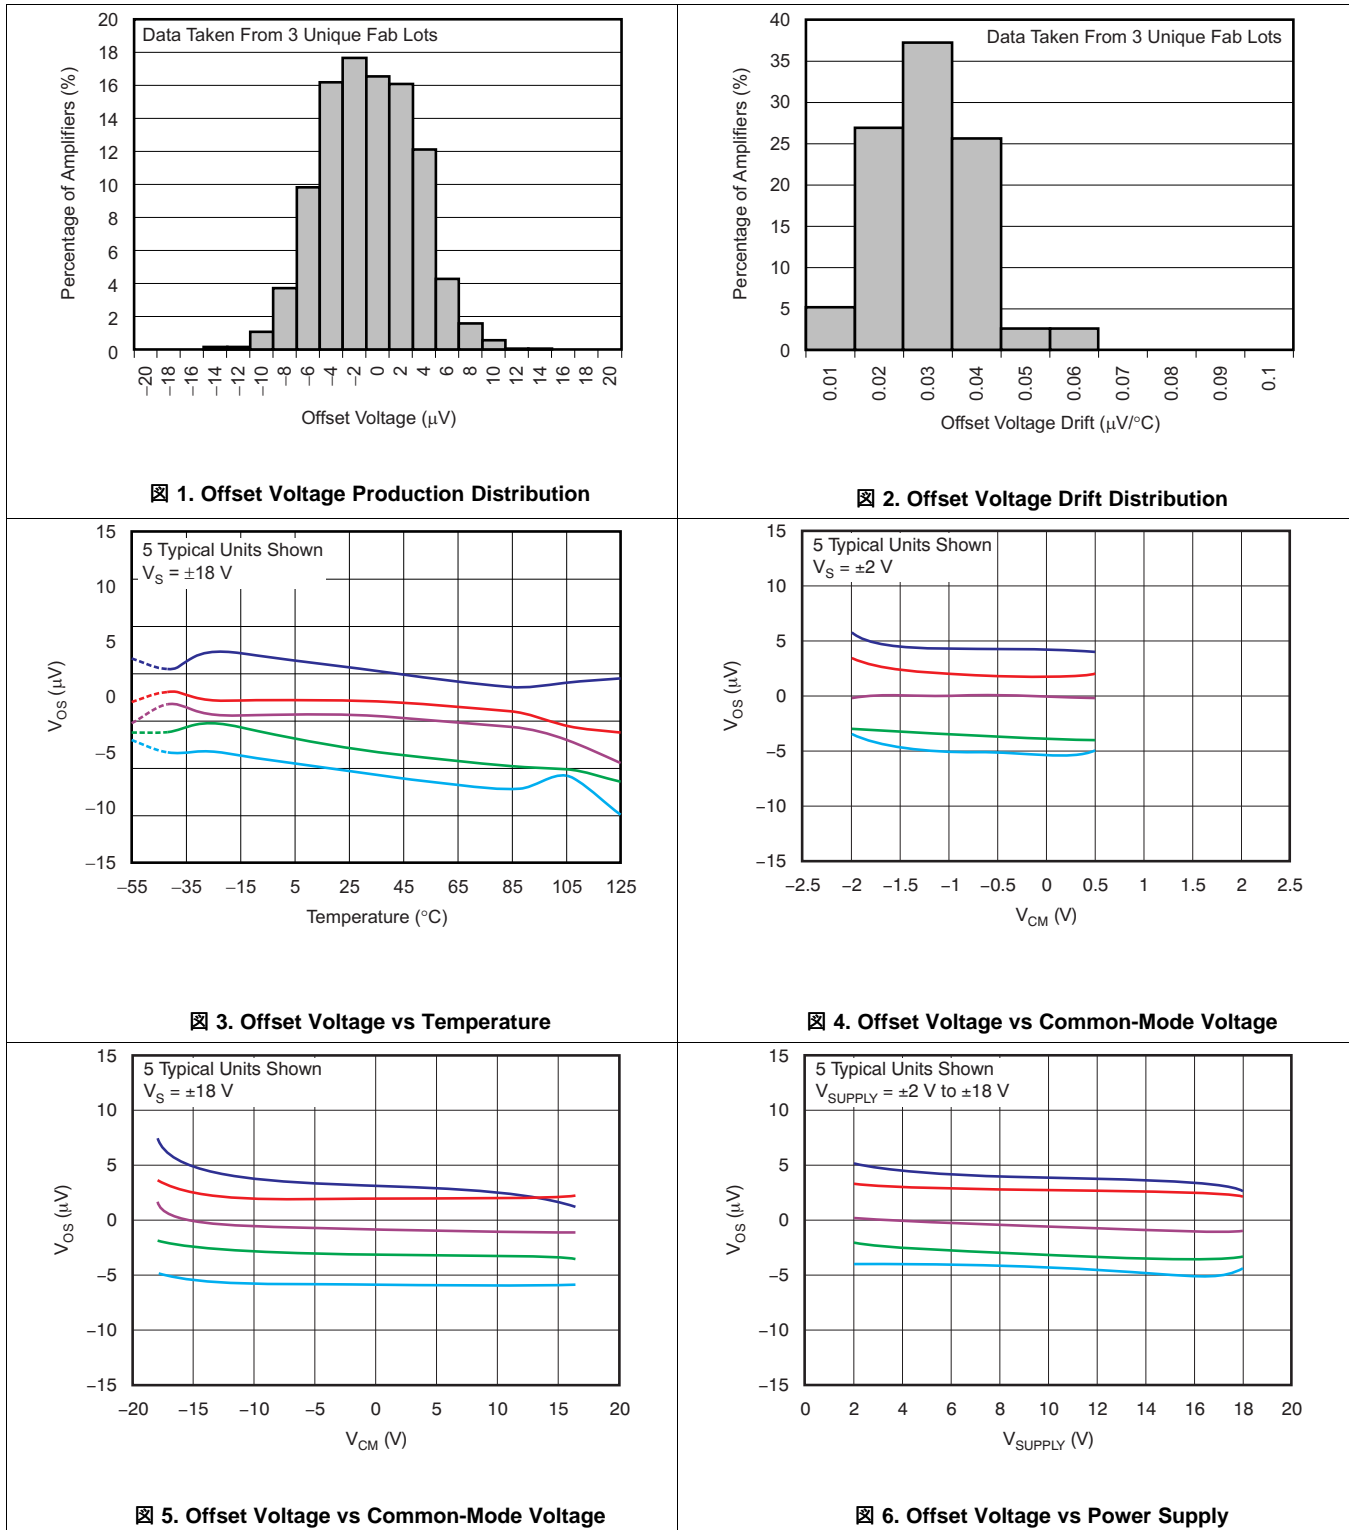 Data Taken From 3 Unique Fab Lots
Percentage of Amplifiers (%)
20
18
16
14
12
10
8
6
4
2
0
−20 −18 −16 −14 −12 −10 −8 −6 −4 −2 0 2 4 6 8 10 12 14 16 18 20
Offset Voltage (μV)
図 1. Offset Voltage Production Distribution
Data Taken From 3 Unique Fab Lots
Percentage of Amplifiers (%)
40
35
30
25
20
15
10
5
0
0.01 0.02 0.03 0.04 0.05 0.06 0.07 0.08 0.09 0.1
Offset Voltage Drift (μV/°C)
図 2. Offset Voltage Drift Distribution
5 Typical Units Shown
VS = ±18 V
VOS (μV)
15
10
5
0
−5
−10
−15
−55 −35 −15 5 25 45 65 85 105 125
Temperature (°C)
図 3. Offset Voltage vs Temperature
5 Typical Units Shown
VS = ±2 V
VOS (μV)
15
10
5
0
−5
−10
−15
−2.5 −2 −1.5 −1 −0.5 0 0.5 1 1.5 2 2.5
VCM (V)
図 4. Offset Voltage vs Common-Mode Voltage
5 Typical Units Shown
VS = ±18 V
VOS (μV)
15
10
5
0
−5
−10
−15
−20 −15 −10 −5 0 5 10 15 20
VCM (V)
図 5. Offset Voltage vs Common-Mode Voltage
5 Typical Units Shown
VSUPPLY = ±2 V to ±18 V
VOS (μV)
15
10
5
0
−5
−10
−15
0 2 4 6 8 10 12 14 16 18 20
VSUPPLY (V)
図 6. Offset Voltage vs Power Supply